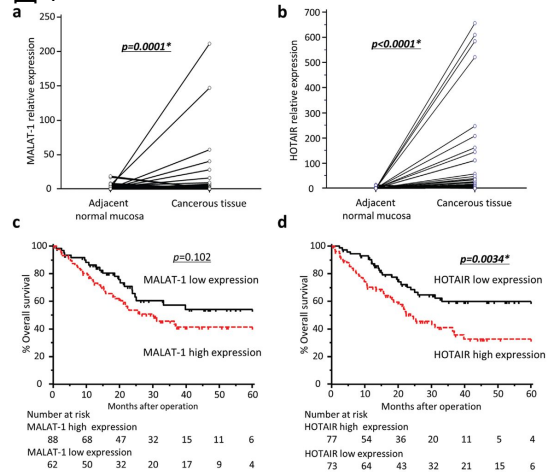 a
250
200
150
100
50
0
MALAT-1 relative expression
p=0.0001*
Adjacent
normal mucosa
Cancerous tissue
b
700
600
500
400
300
200
100
0
HOTAIR relative expression
p<0.0001*
Adjacent
normal mucosa
Cancerous tissue
c
100
80
60
40
20
0
% Overall survival
p=0.102
MALAT-1 low expression
MALAT-1 high expression
0 10 20 30 40 50 60
Months after operation
Number at risk
MALAT-1 high expression
88 68 47 32 15 11 6
MALAT-1 low expression
62 50 32 20 17 9 4
d
100
80
60
40
20
0
% Overall survival
p=0.0034*
HOTAIR low expression
HOTAIR high expression
0 10 20 30 40 50 60
Months after operation
Number at risk
HOTAIR high expression
77 54 36 20 11 5 4
HOTAIR low expression
73 64 43 32 21 15 6